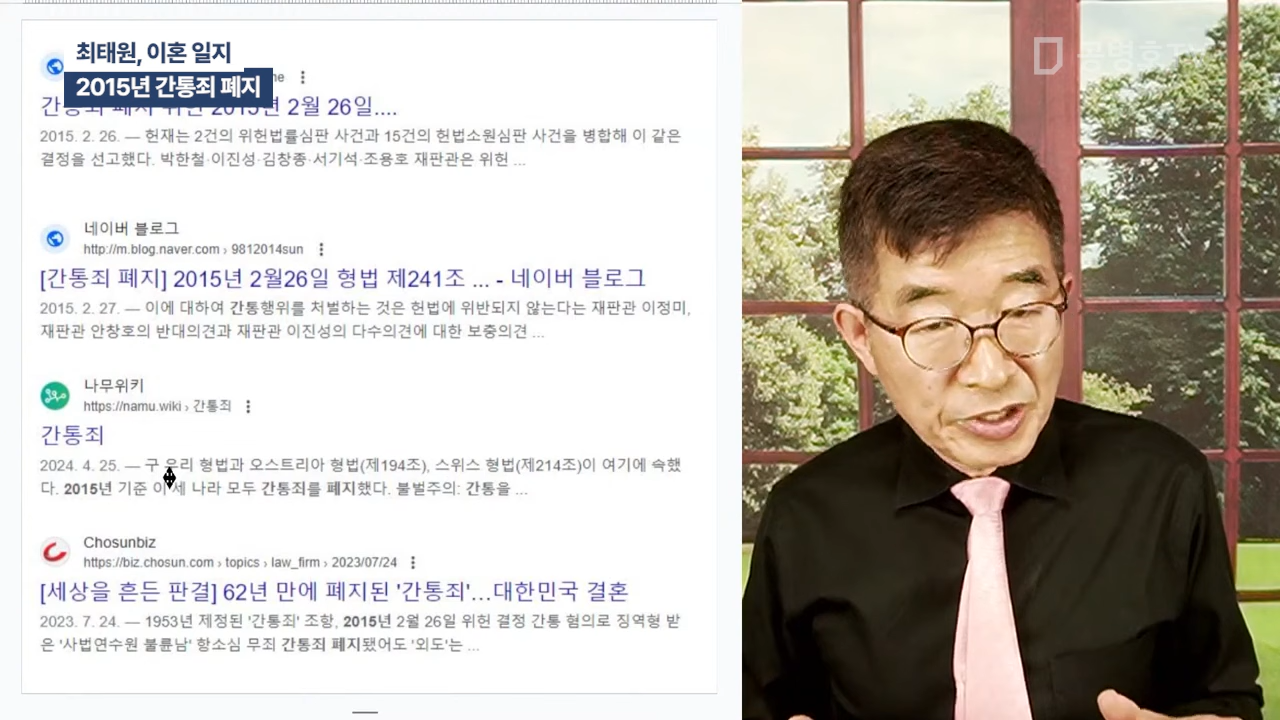 최태원, 이혼 일지
2015년 간통죄 폐지
me
간통죄 폐지 위헌 2015년 2월 26일....
2015. 2. 26. — 헌재는 2건의 위헌법률심판 사건과 15건의 헌법소원심판 사건을 병합해 이 같은
결정을 선고했다. 박한철·이진성·김창종·서기석·조용호 재판관은 위헌 ...
네이버 블로그
http://m.blog.naver.com › 9812014sun
[간통죄 폐지] 2015년 2월26일 형법 제241조 ... - 네이버 블로그
2015. 2. 27. — 이에 대하여 간통행위를 처벌하는 것은 헌법에 위반되지 않는다는 재판관 이정미,
재판관 안창호의 반대의견과 재판관 이진성의 다수의견에 대한 보충의견 ...
나무위키
https://namu.wiki › 간통죄
간통죄
2024. 4. 25. — 구 우리 형법과 오스트리아 형법(제194조), 스위스 형법(제214조)이 여기에 속했
다. 2015년 기준 이 세 나라 모두 간통죄를 폐지했다. 불벌주의: 간통을 ...
Chosunbiz
https://biz.chosun.com › topics › law_firm › 2023/07/24
[세상을 흔든 판결] 62년 만에 폐지된 '간통죄'...대한민국 결혼
2023. 7. 24. — 1953년 제정된 '간통죄' 조항, 2015년 2월 26일 위헌 결정 간통 혐의로 징역형 받
은 '사법연수원 불륜남' 항소심 무죄 간통죄 폐지됐어도 '외도'는 ...
공병호TV